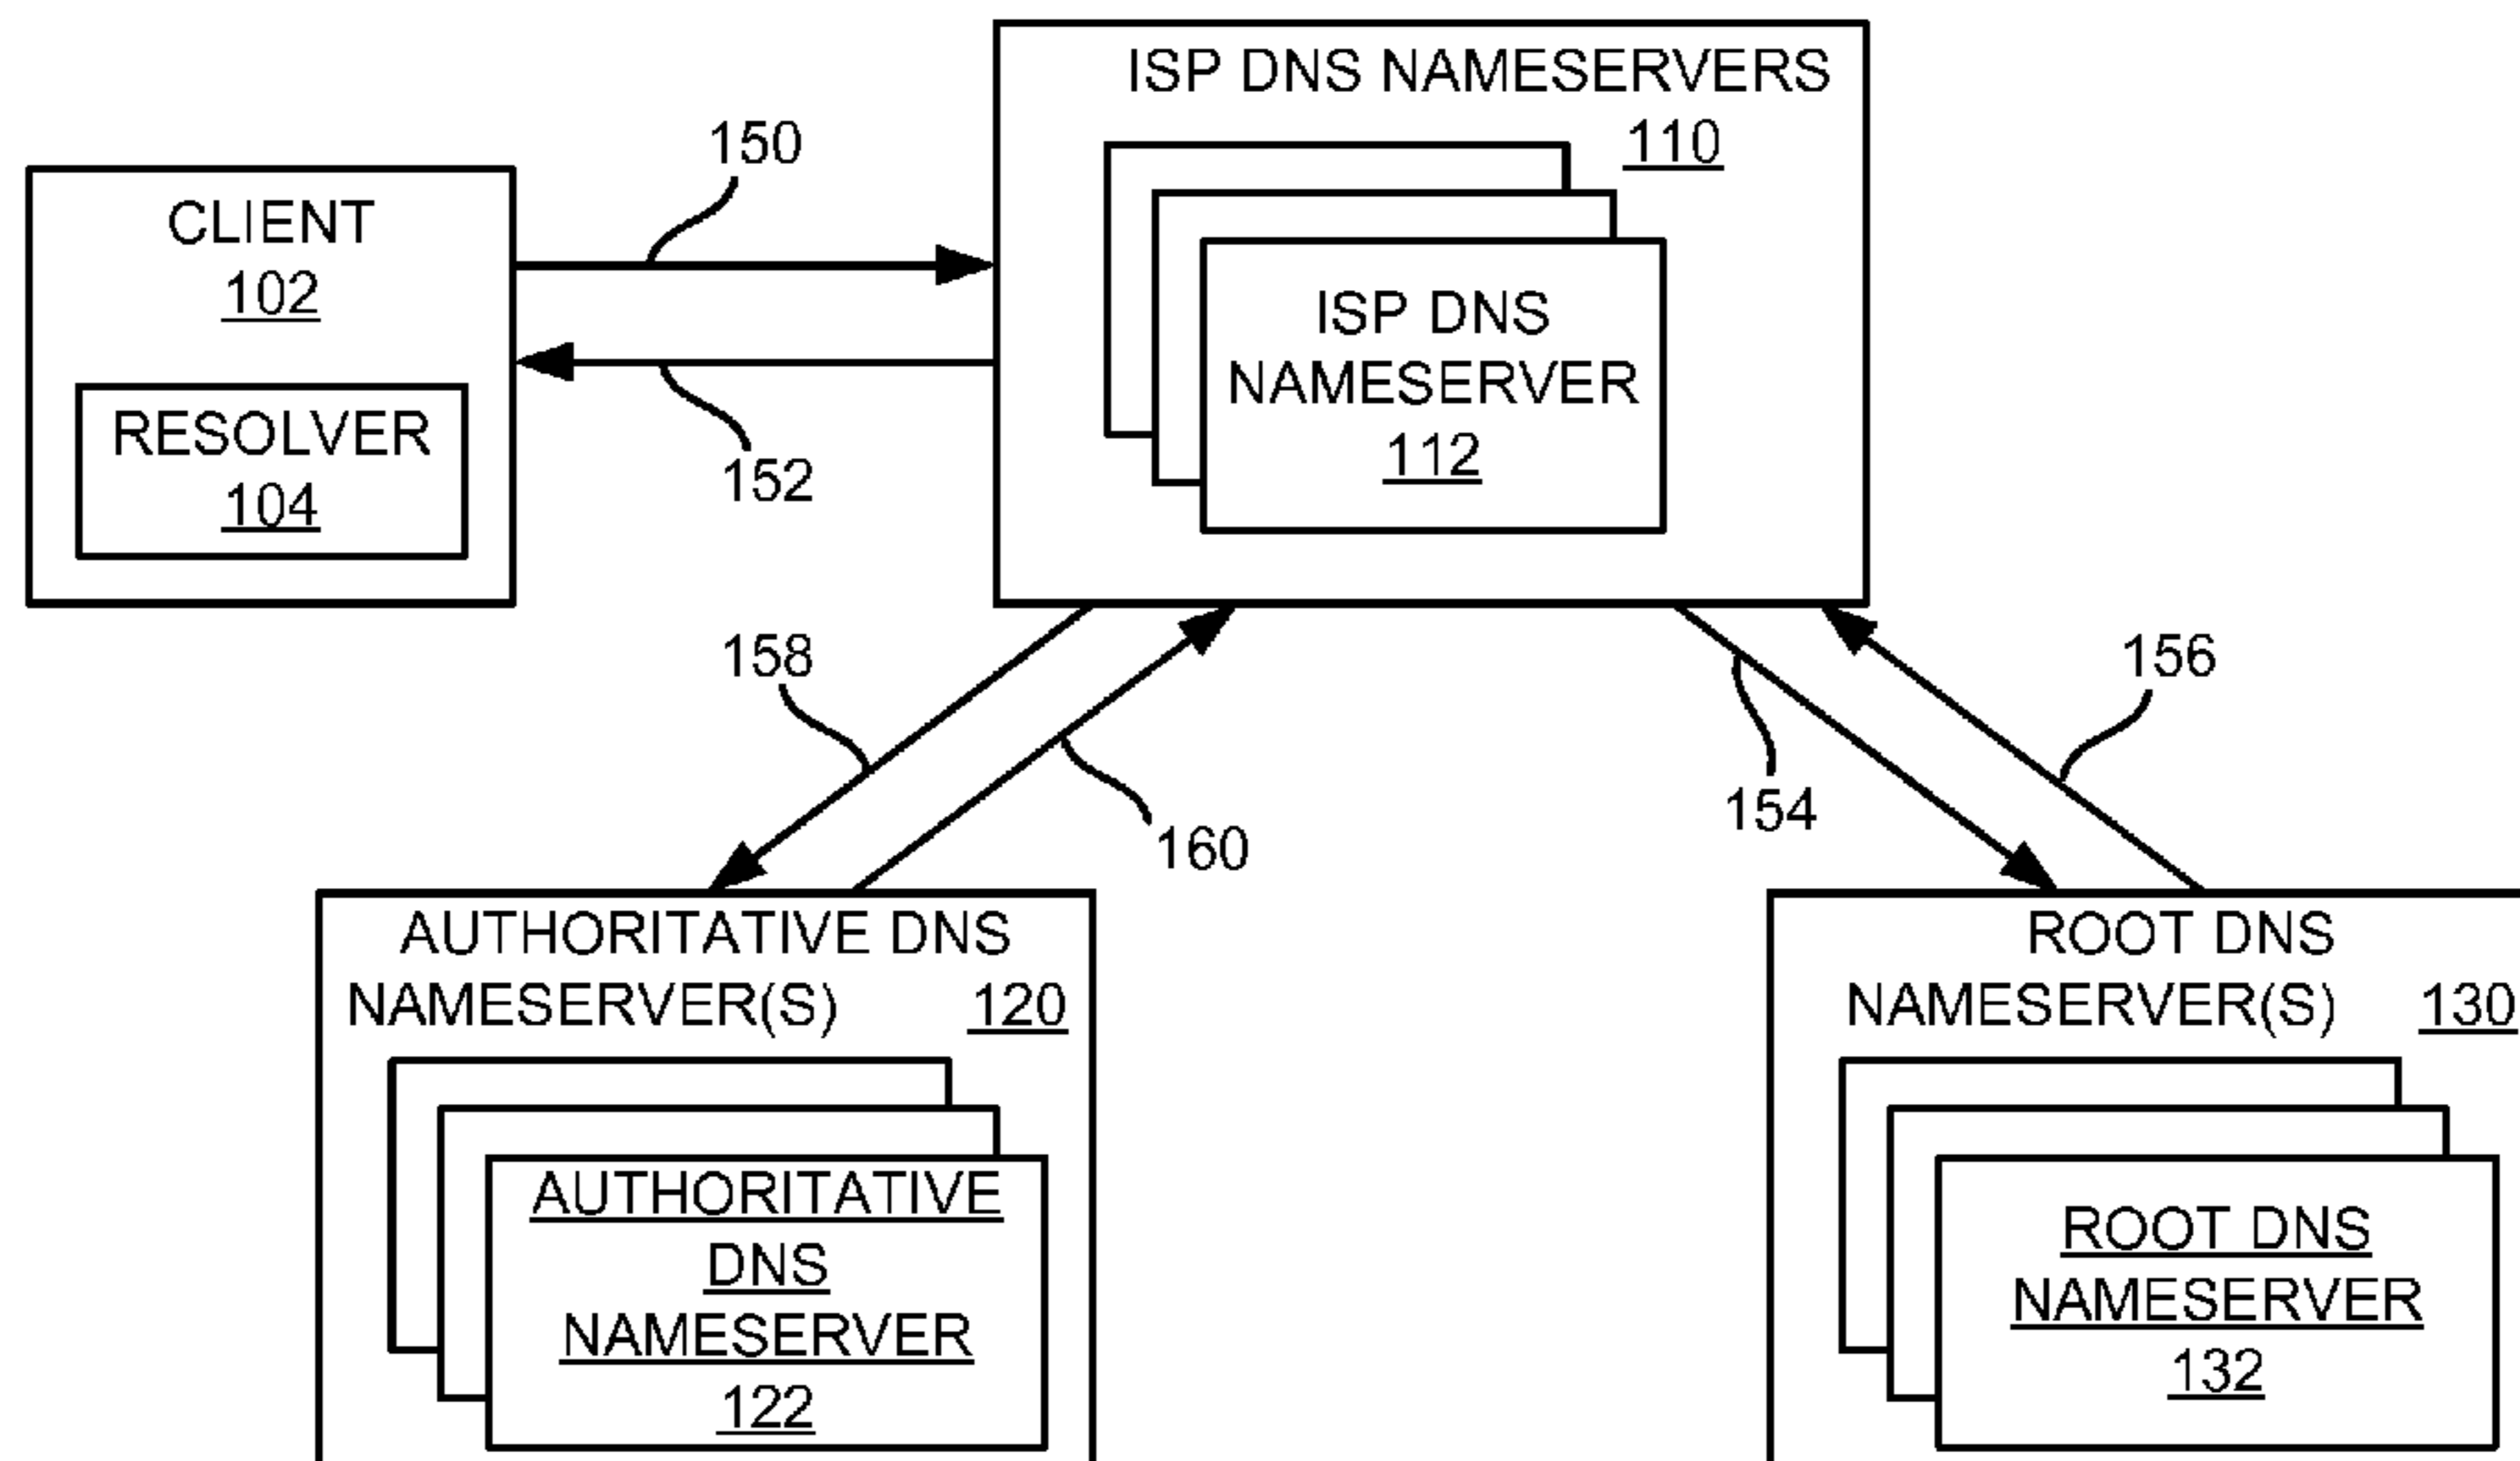 ISP DNS NAMESERVERS
110
150
CLIENT
102
ISP DNS
NAMESERVER
112
RESOLVER
104
152
158
156
154
160
AUTHORITATIVE DNS
NAMESERVER(S) 120
ROOT DNS
NAMESERVER(S) 130
AUTHORITATIVE
DNS
NAMESERVER
122
ROOT DNS
NAMESERVER
132